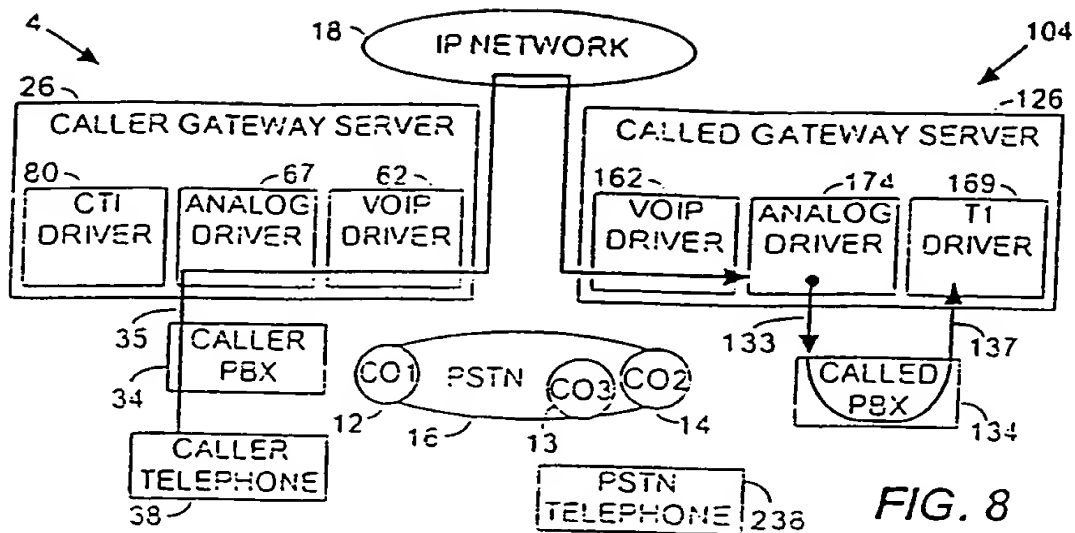 4
18
IP NETWORK
104
26
CALLER GATEWAY SERVER
80
CTI
DRIVER
67
ANALOG
DRIVER
62
VOIP
DRIVER
126
CALLED GATEWAY SERVER
162
VOIP
DRIVER
174
ANALOG
DRIVER
169
T1
DRIVER
35
CALLER
PBX
34
CO1
PSTN
CO3
CO2
12
16
13
14
133
137
CALLED
PBX
134
CALLER
TELEPHONE
38
PSTN
TELEPHONE
238
FIG. 8